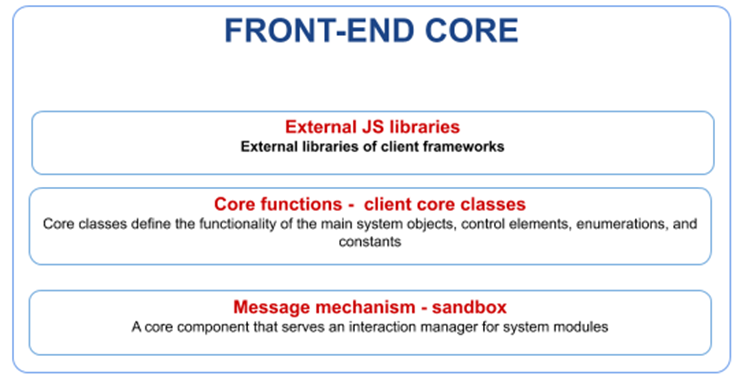 FRONT-END CORE
External JS libraries
External libraries of client frameworks
Core functions -  client core classes
Core classes define the functionality of the main system objects, control elements, enumerations, and
constants
Message mechanism - sandbox
A core component that serves an interaction manager for system modules